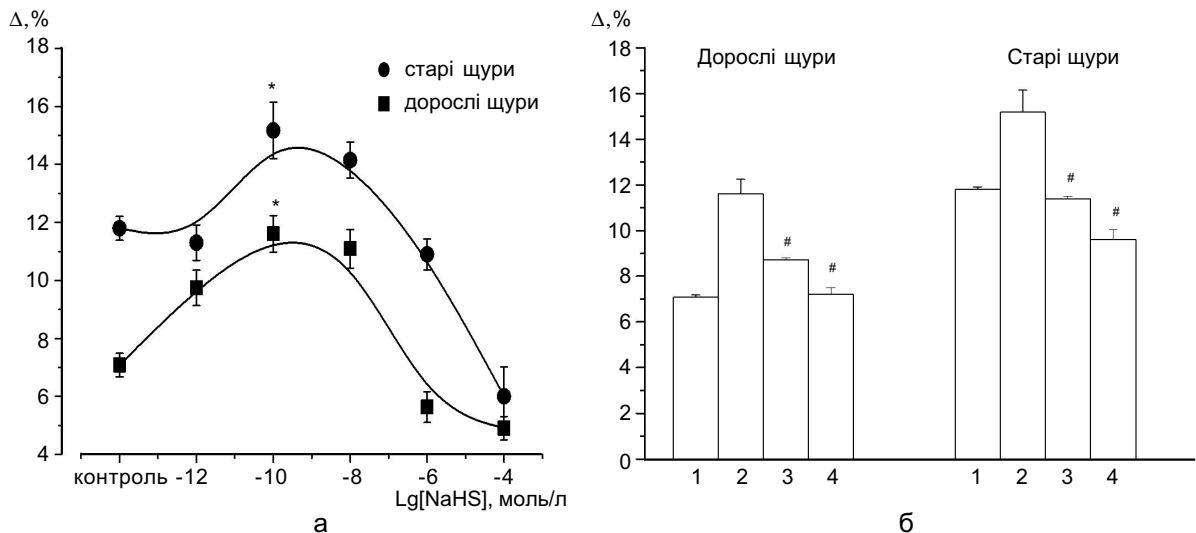 Δ,%
18
16
14
12
10
8
6
4
* 
*
старі щури
дорослі щури
контроль -12 -10 -8 -6 -4
Lg[NaHS], моль/л
а
Δ,%
18
16
14
12
10
8
6
4
2
0
Дорослі щури Старі щури
# # # #
1 2 3 4 1 2 3 4
б